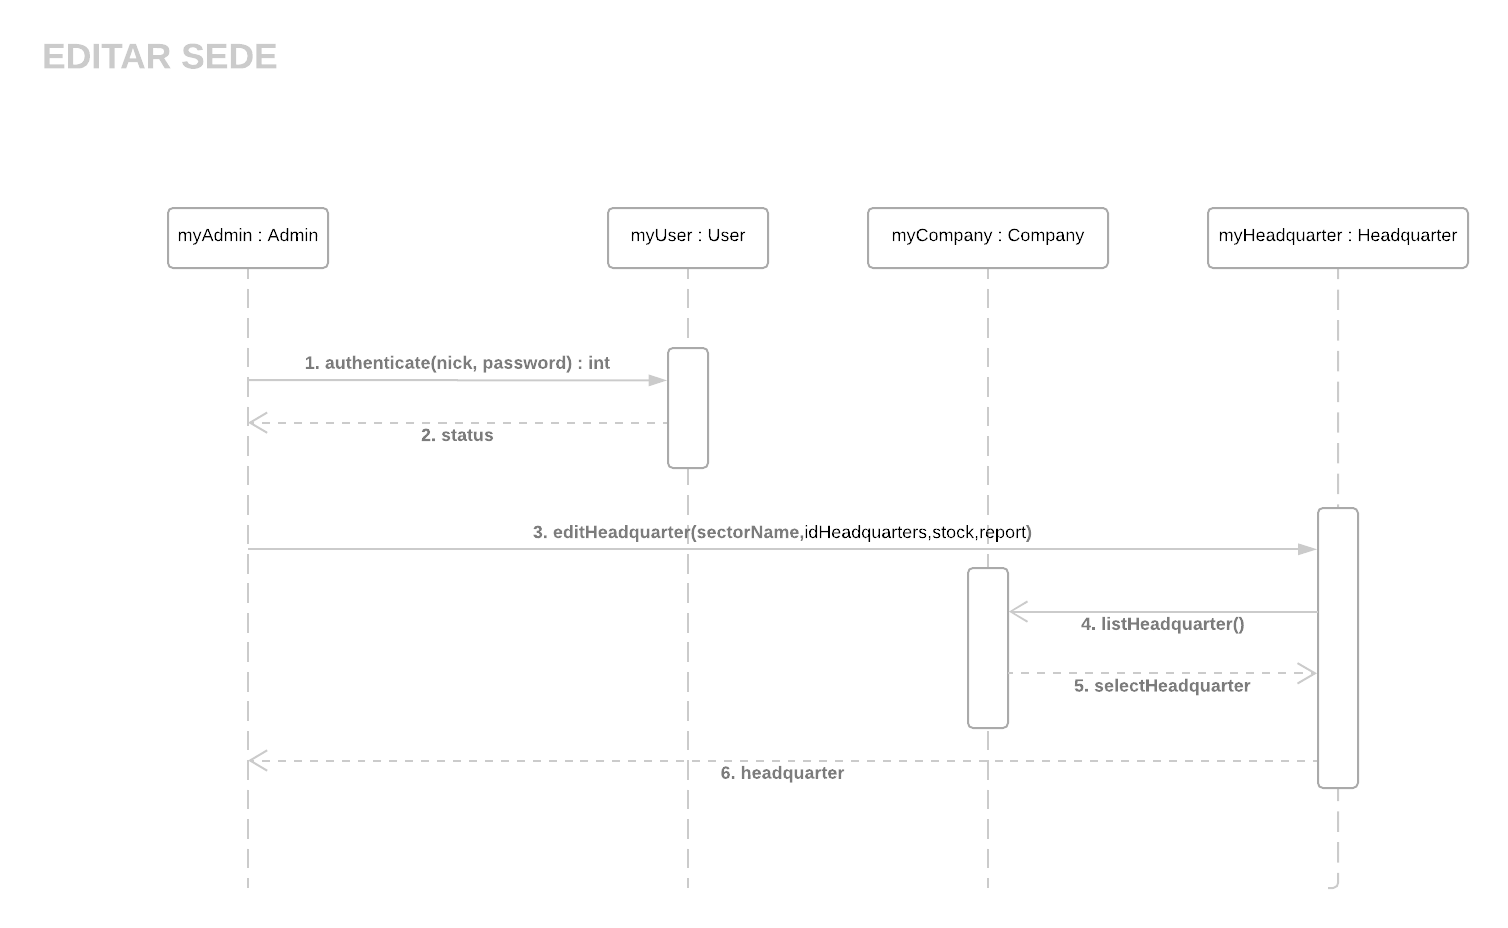 EDITAR SEDE
myAdmin : Admin
myUser : User
myCompany : Company
myHeadquarter : Headquarter
1. authenticate(nick, password) : int
2. status
3. editHeadquarter(sectorName,idHeadquarters,stock,report)
4. listHeadquarter()
5. selectHeadquarter
6. headquarter